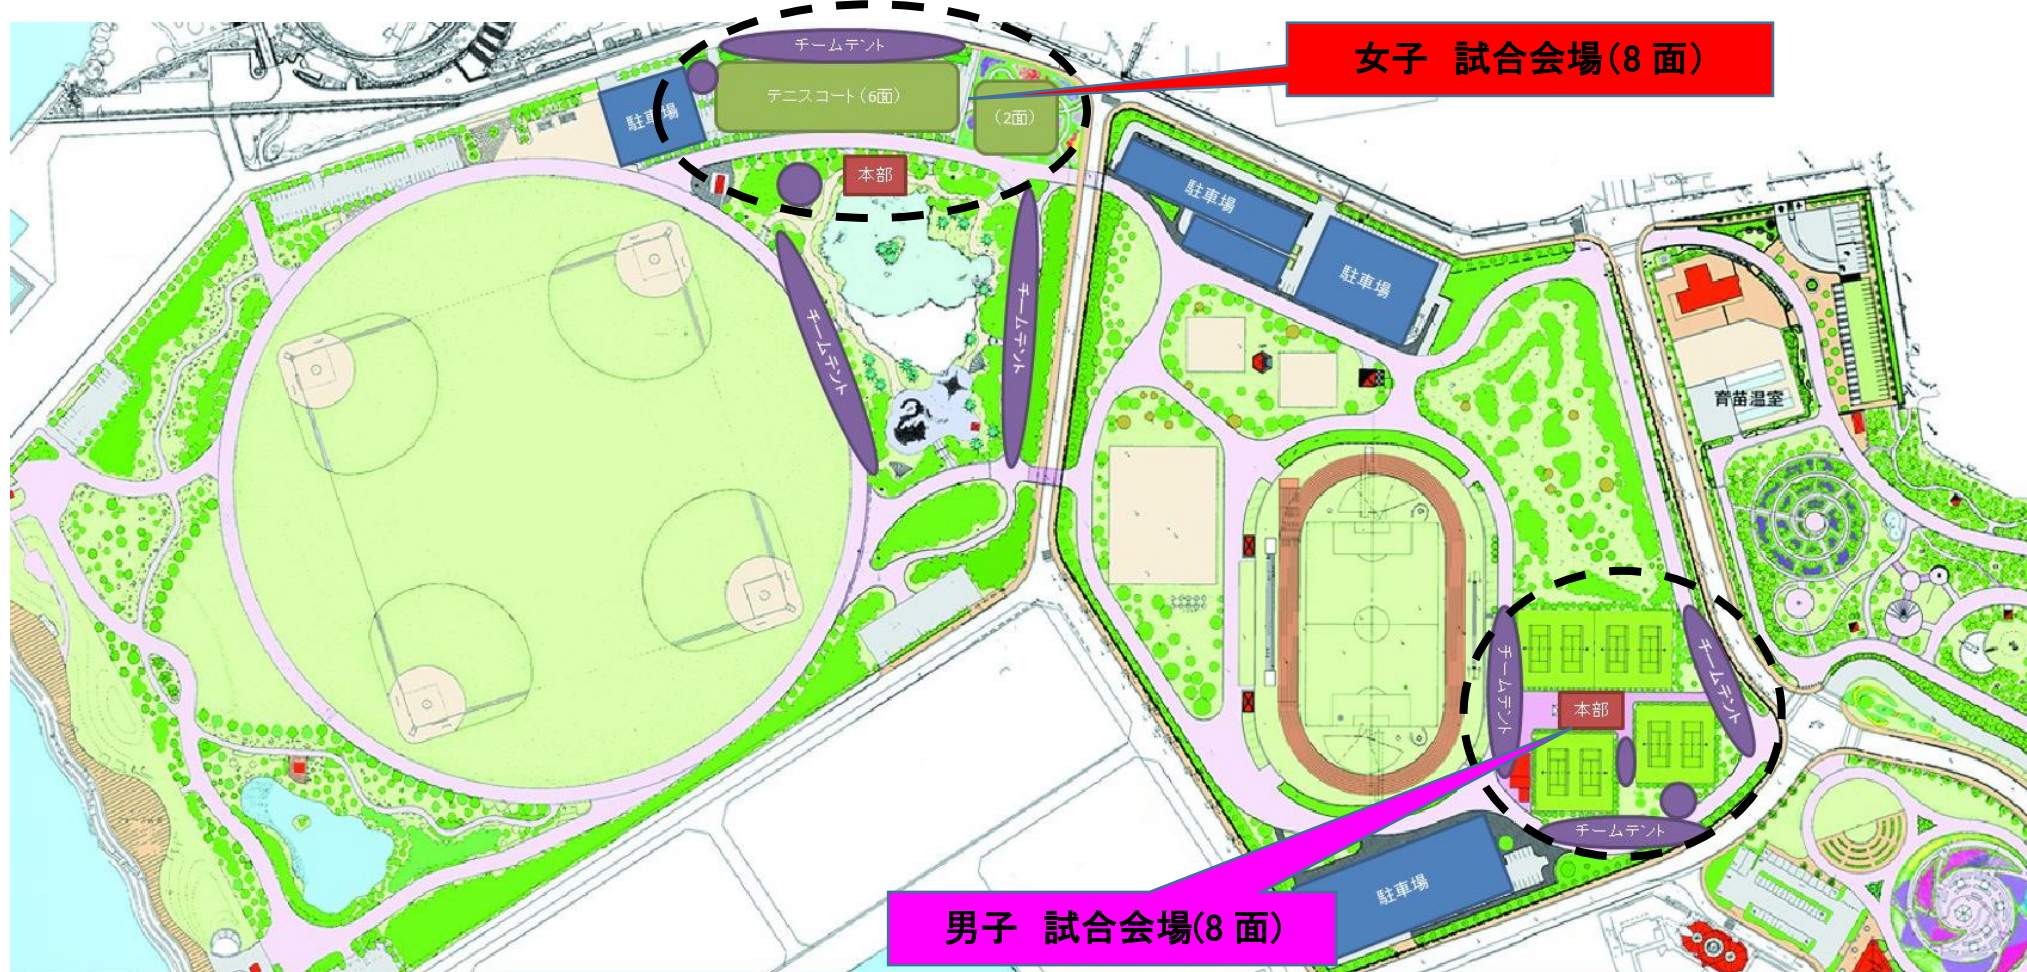 チームテント
女子　試合会場（8 面）
テニスコート（6面）
（2面）
駐車場
本部
駐車場
駐車場
チームテント
チームテント
育苗温室
チームテント
チームテント
本部
チームテント
駐車場
男子　試合会場(8 面)